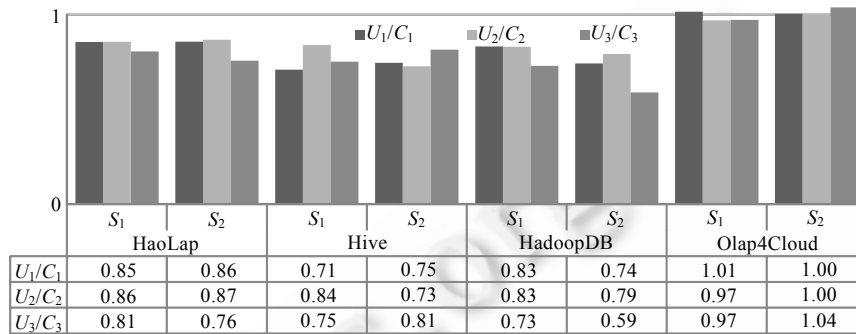 1
U1/C1 U2/C2 U3/C3
0
S1 S2 S1 S2 S1 S2 S1 S2
HaoLap Hive HadoopDB Olap4Cloud
U1/C1 0.85 0.86 0.71 0.75 0.83 0.74 1.01 1.00
U2/C2 0.86 0.87 0.84 0.73 0.83 0.79 0.97 1.00
U3/C3 0.81 0.76 0.75 0.81 0.73 0.59 0.97 1.04